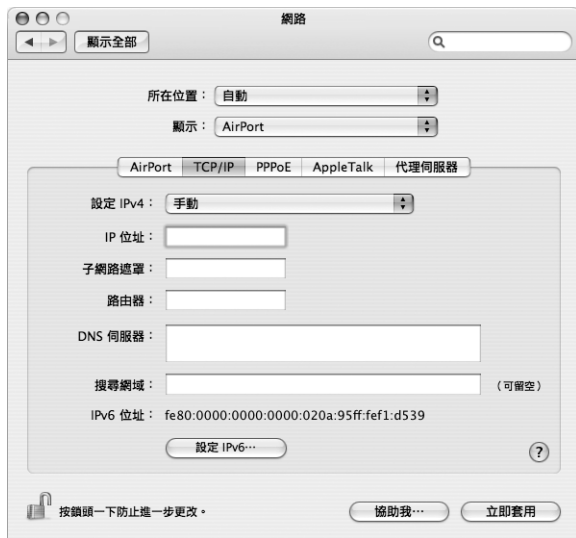 網路
顯示全部
所在位置： 自動
顯示： AirPort
AirPort TCP/IP PPPoE AppleTalk 代理伺服器
設定 IPv4： 手動
IP 位址：
子網路遮罩：
路由器：
DNS 伺服器：
搜尋網域： （可留空）
IPv6 位址： fe80:0000:0000:0000:020a:95ff:fef1:d539
設定 IPv6⋯
?
按鎖頭一下防止進一步更改。 協助我⋯ 立即套用